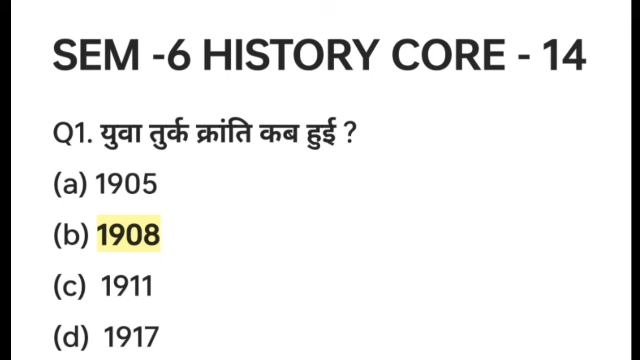 SEM -6 HISTORY CORE - 14
Q1. युवा तुर्क क्रांति कब हुई ?
(a) 1905
(b) 1908
(c) 1911
(d) 1917